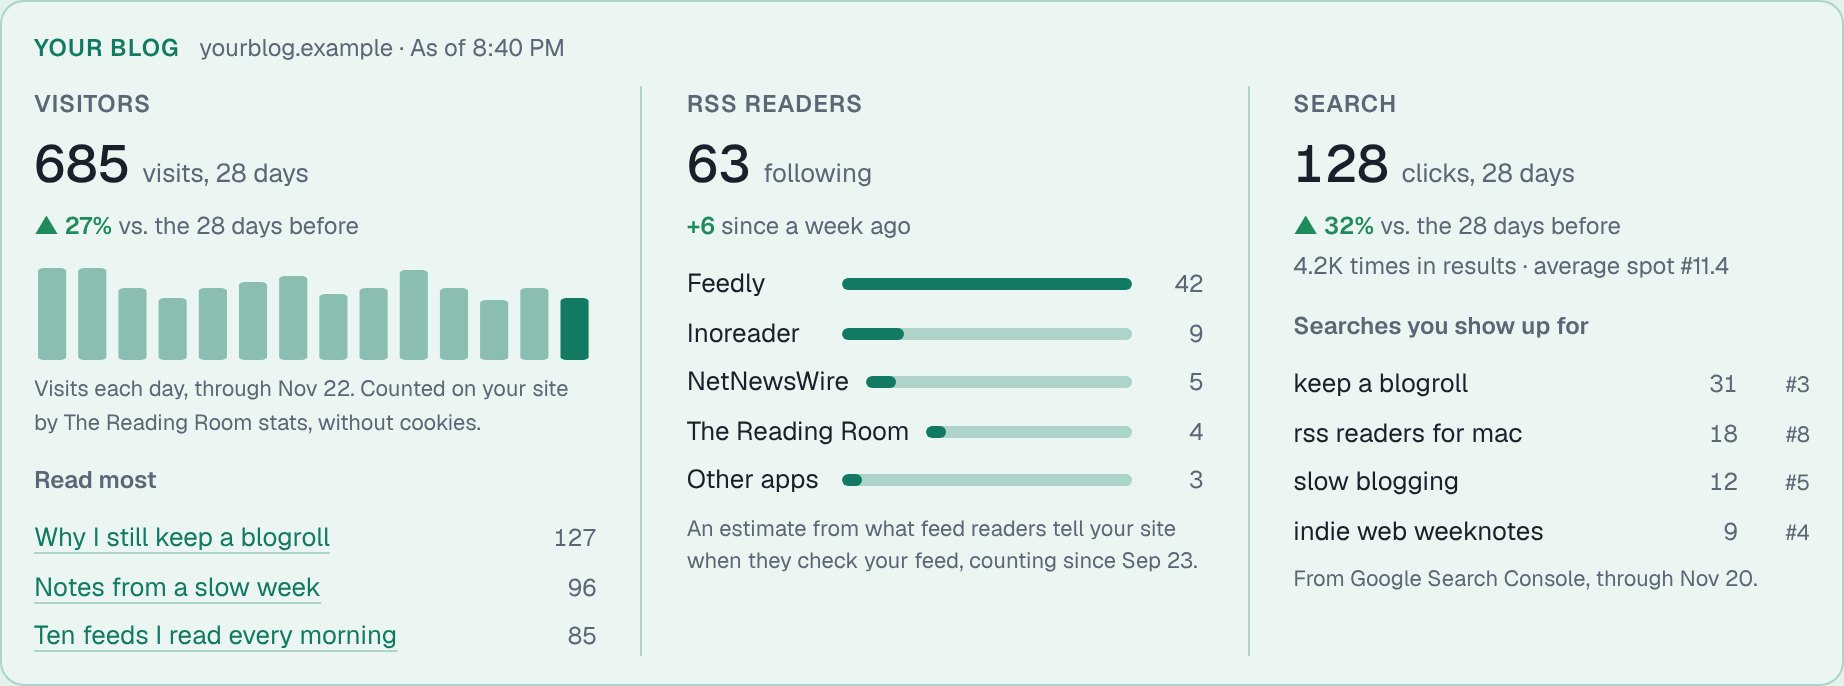 YOUR BLOG yourblog.example · As of 8:40 PM
VISITORS
685 visits, 28 days
▲ 27% vs. the 28 days before
Visits each day, through Nov 22. Counted on your site
by The Reading Room stats, without cookies.
Read most
Why I still keep a blogroll 127
Notes from a slow week 96
Ten feeds I read every morning 85
RSS READERS
63 following
+6 since a week ago
Feedly 42
Inoreader 9
NetNewsWire 5
The Reading Room 4
Other apps 3
An estimate from what feed readers tell your site
when they check your feed, counting since Sep 23.
SEARCH
128 clicks, 28 days
▲ 32% vs. the 28 days before
4.2K times in results · average spot #11.4
Searches you show up for
keep a blogroll 31 #3
rss readers for mac 18 #8
slow blogging 12 #5
indie web weeknotes 9 #4
From Google Search Console, through Nov 20.